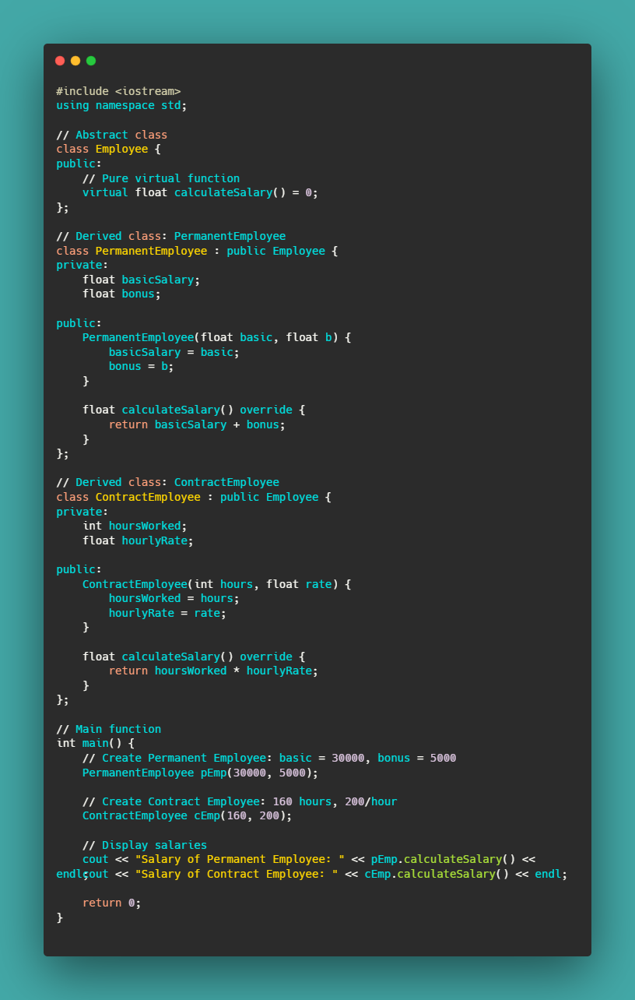 #include <iostream>
using namespace std;

// Abstract class
class Employee {
public:
    // Pure virtual function
    virtual float calculateSalary() = 0;
};

// Derived class: PermanentEmployee
class PermanentEmployee : public Employee {
private:
    float basicSalary;
    float bonus;

public:
    PermanentEmployee(float basic, float b) {
        basicSalary = basic;
        bonus = b;
    }

    float calculateSalary() override {
        return basicSalary + bonus;
    }
};

// Derived class: ContractEmployee
class ContractEmployee : public Employee {
private:
    int hoursWorked;
    float hourlyRate;

public:
    ContractEmployee(int hours, float rate) {
        hoursWorked = hours;
        hourlyRate = rate;
    }

    float calculateSalary() override {
        return hoursWorked * hourlyRate;
    }
};

// Main function
int main() {
    // Create Permanent Employee: basic = 30000, bonus = 5000
    PermanentEmployee pEmp(30000, 5000);

    // Create Contract Employee: 160 hours, 200/hour
    ContractEmployee cEmp(160, 200);

    // Display salaries
    cout << "Salary of Permanent Employee: " << pEmp.calculateSalary() <<
endl;
    cout << "Salary of Contract Employee: " << cEmp.calculateSalary() << endl;

    return 0;
}